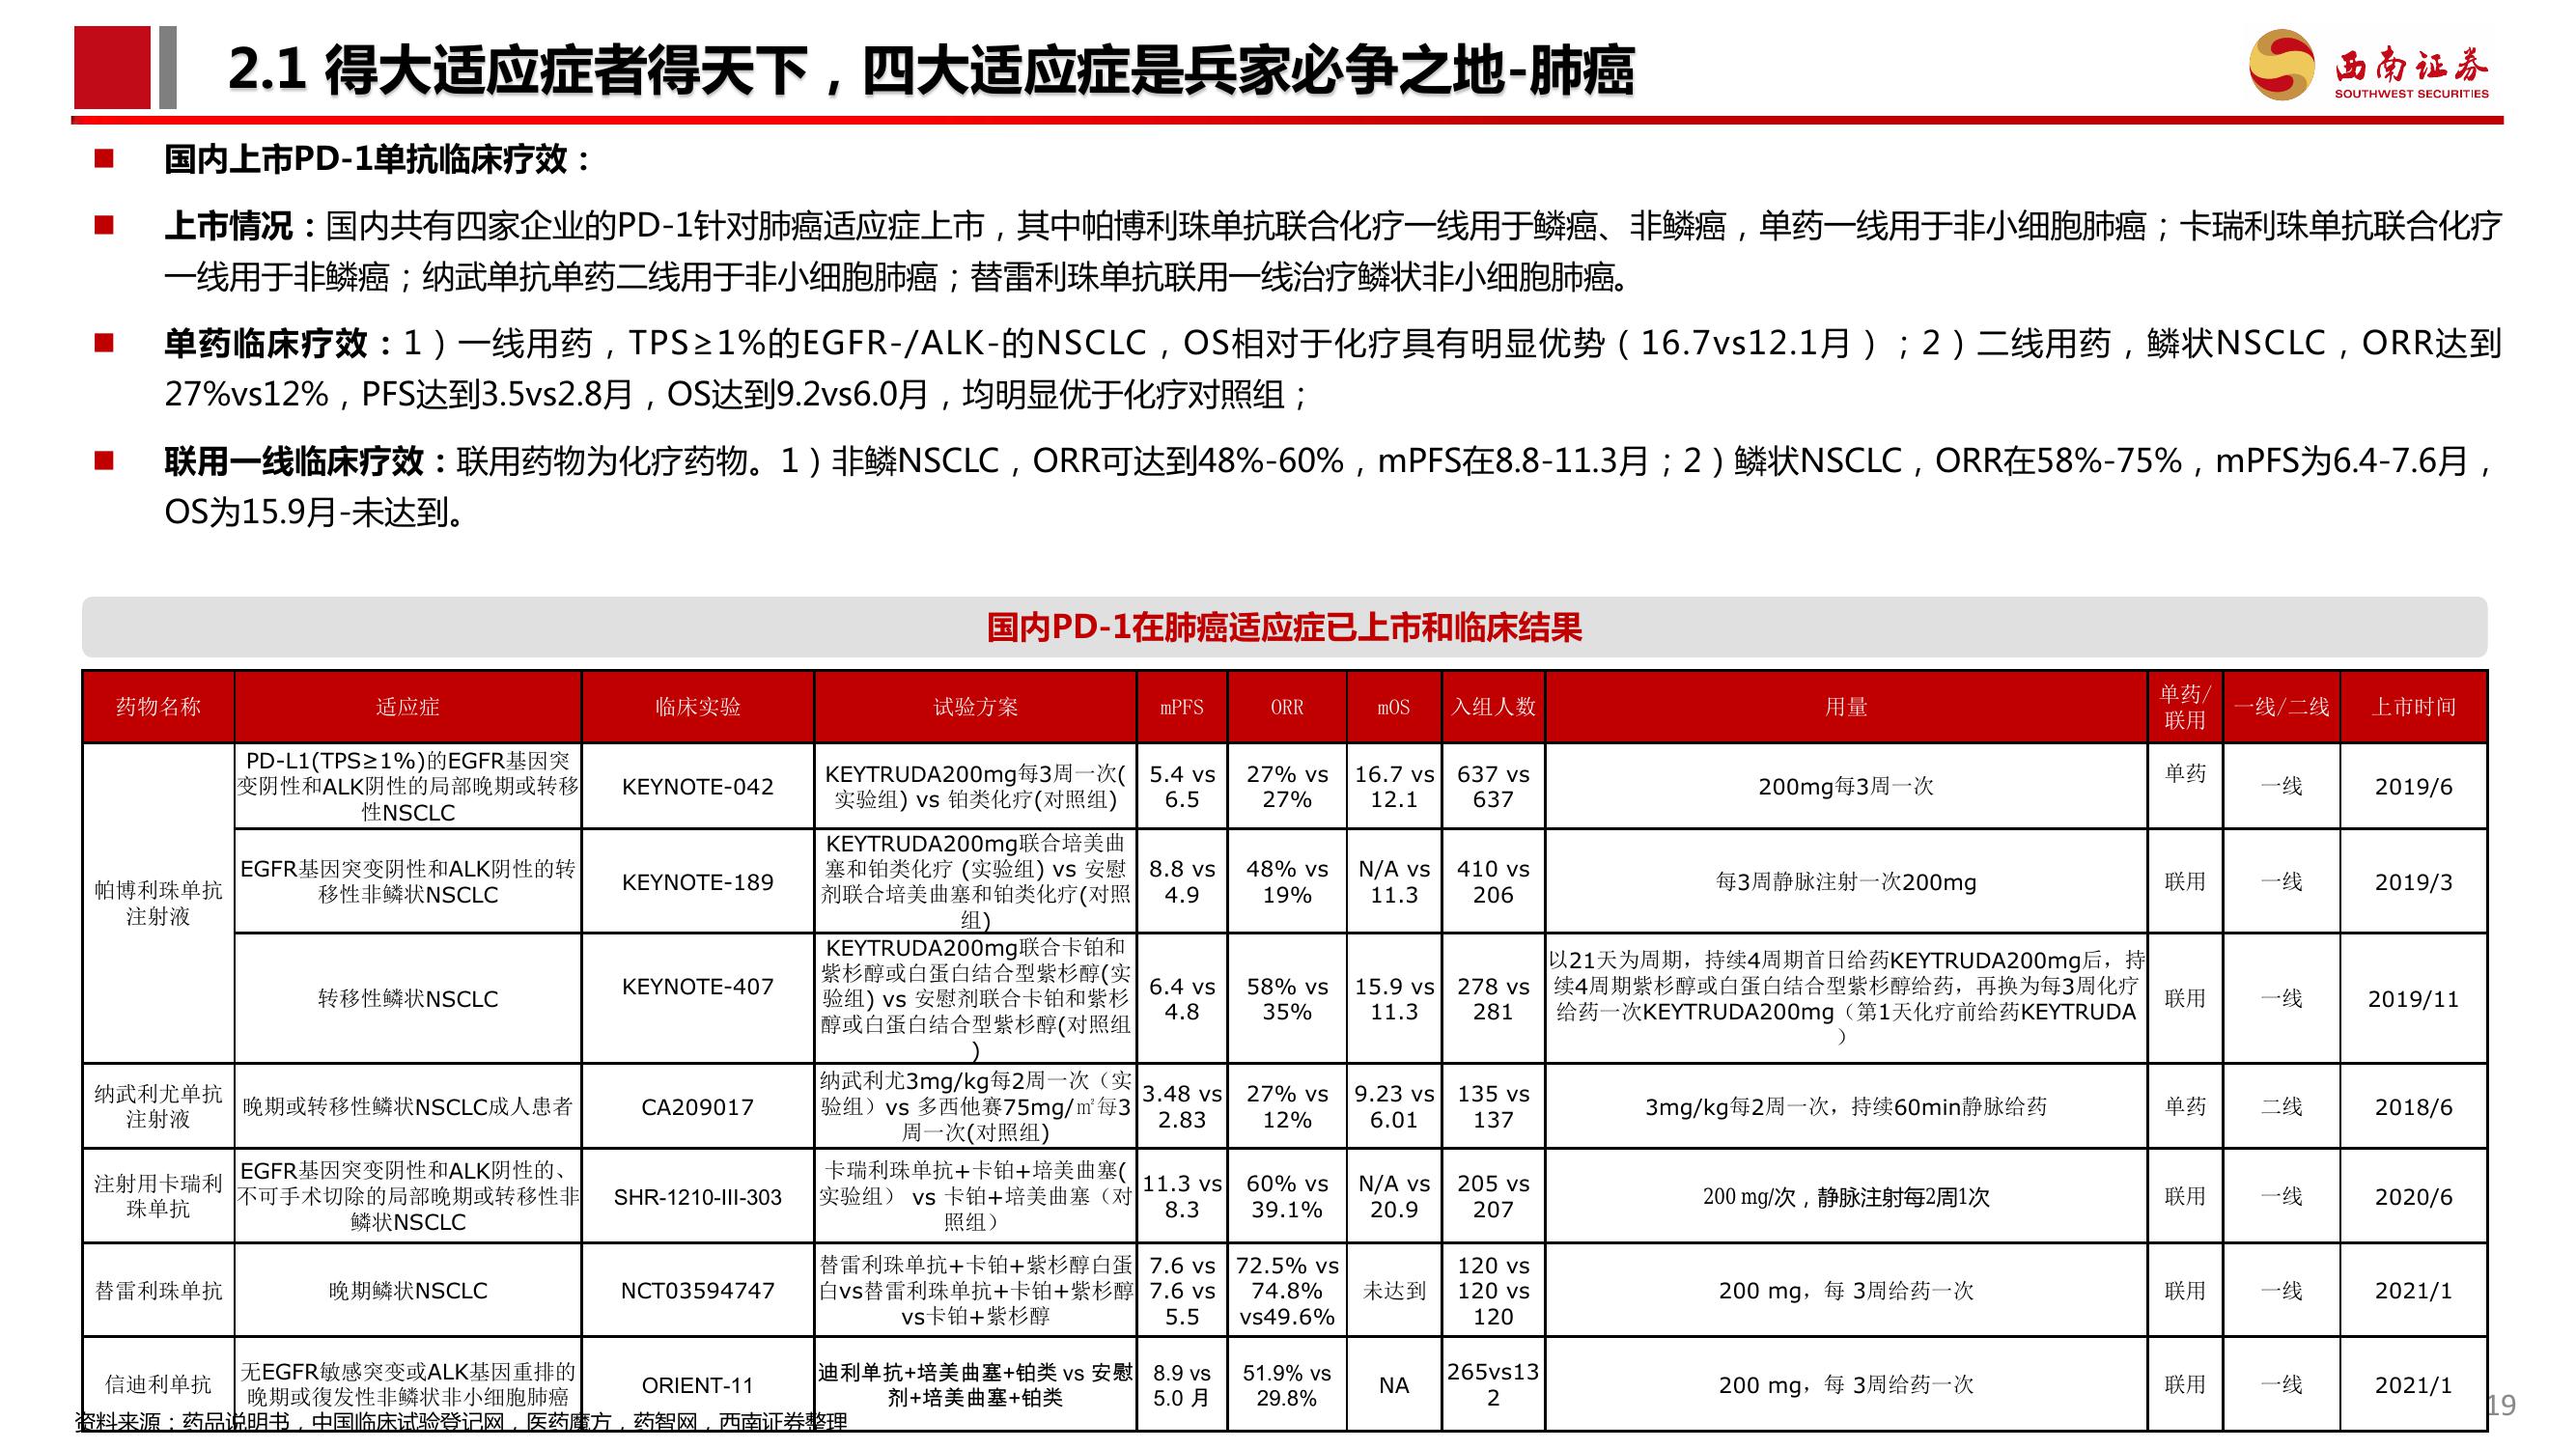 2.1 得大适应症者得天下，四大适应症是兵家必争之地-肺癌
西南证券
SOUTHWEST SECURITIES
国内上市PD-1单抗临床疗效：
上市情况：国内共有四家企业的PD-1针对肺癌适应症上市，其中帕博利珠单抗联合化疗一线用于鳞癌、非鳞癌，单药一线用于非小细胞肺癌；卡瑞利珠单抗联合化疗
一线用于非鳞癌；纳武单抗单药二线用于非小细胞肺癌；替雷利珠单抗联用一线治疗鳞状非小细胞肺癌。
单药临床疗效：1）一线用药，TPS≥1%的EGFR-/ALK-的NSCLC，OS相对于化疗具有明显优势（16.7vs12.1月）；2）二线用药，鳞状NSCLC，ORR达到
27%vs12%，PFS达到3.5vs2.8月，OS达到9.2vs6.0月，均明显优于化疗对照组；
联用一线临床疗效：联用药物为化疗药物。1）非鳞NSCLC，ORR可达到48%-60%，mPFS在8.8-11.3月；2）鳞状NSCLC，ORR在58%-75%，mPFS为6.4-7.6月，
OS为15.9月-未达到。
国内PD-1在肺癌适应症已上市和临床结果
药物名称
适应症
临床实验
试验方案
mPFS
ORR
mOS
入组人数
用量
单药/
联用
一线/二线
上市时间
帕博利珠单抗
注射液
PD-L1(TPS≥1%)的EGFR基因突
变阴性和ALK阴性的局部晚期或转移
性NSCLC
KEYNOTE-042
KEYTRUDA200mg每3周一次(
实验组) vs 铂类化疗(对照组)
5.4 vs
6.5
27% vs
27%
16.7 vs
12.1
637 vs
637
200mg每3周一次
单药
一线
2019/6
EGFR基因突变阴性和ALK阴性的转
移性非鳞状NSCLC
KEYNOTE-189
KEYTRUDA200mg联合培美曲
塞和铂类化疗 (实验组) vs 安慰
剂联合培美曲塞和铂类化疗(对照
组)
8.8 vs
4.9
48% vs
19%
N/A vs
11.3
410 vs
206
每3周静脉注射一次200mg
联用
一线
2019/3
转移性鳞状NSCLC
KEYNOTE-407
KEYTRUDA200mg联合卡铂和
紫杉醇或白蛋白结合型紫杉醇(实
验组) vs 安慰剂联合卡铂和紫杉
醇或白蛋白结合型紫杉醇(对照组
)
6.4 vs
4.8
58% vs
35%
15.9 vs
11.3
278 vs
281
以21天为周期，持续4周期首日给药KEYTRUDA200mg后，持
续4周期紫杉醇或白蛋白结合型紫杉醇给药，再换为每3周化疗
给药一次KEYTRUDA200mg（第1天化疗前给药KEYTRUDA
）
联用
一线
2019/11
纳武利尤单抗
注射液
晚期或转移性鳞状NSCLC成人患者
CA209017
纳武利尤3mg/kg每2周一次（实
验组）vs 多西他赛75mg/㎡每3
周一次(对照组)
3.48 vs
2.83
27% vs
12%
9.23 vs
6.01
135 vs
137
3mg/kg每2周一次，持续60min静脉给药
单药
二线
2018/6
注射用卡瑞利
珠单抗
EGFR基因突变阴性和ALK阴性的、
不可手术切除的局部晚期或转移性非
鳞状NSCLC
SHR-1210-III-303
卡瑞利珠单抗+卡铂+培美曲塞(
实验组） vs 卡铂+培美曲塞（对
照组）
11.3 vs
8.3
60% vs
39.1%
N/A vs
20.9
205 vs
207
200 mg/次，静脉注射每2周1次
联用
一线
2020/6
替雷利珠单抗
晚期鳞状NSCLC
NCT03594747
替雷利珠单抗+卡铂+紫杉醇白蛋
白vs替雷利珠单抗+卡铂+紫杉醇
vs卡铂+紫杉醇
7.6 vs
7.6 vs
5.5
72.5% vs
74.8%
vs49.6%
未达到
120 vs
120 vs
120
200 mg，每 3周给药一次
联用
一线
2021/1
信迪利单抗
无EGFR敏感突变或ALK基因重排的
晚期或復发性非鳞状非小细胞肺癌
ORIENT-11
迪利单抗+培美曲塞+铂类 vs 安慰
剂+培美曲塞+铂类
8.9 vs
5.0 月
51.9% vs
29.8%
NA
265vs13
2
200 mg，每 3周给药一次
联用
一线
2021/1
资料来源：药品说明书，中国临床试验登记网，医药魔方，药智网，西南证券整理
19